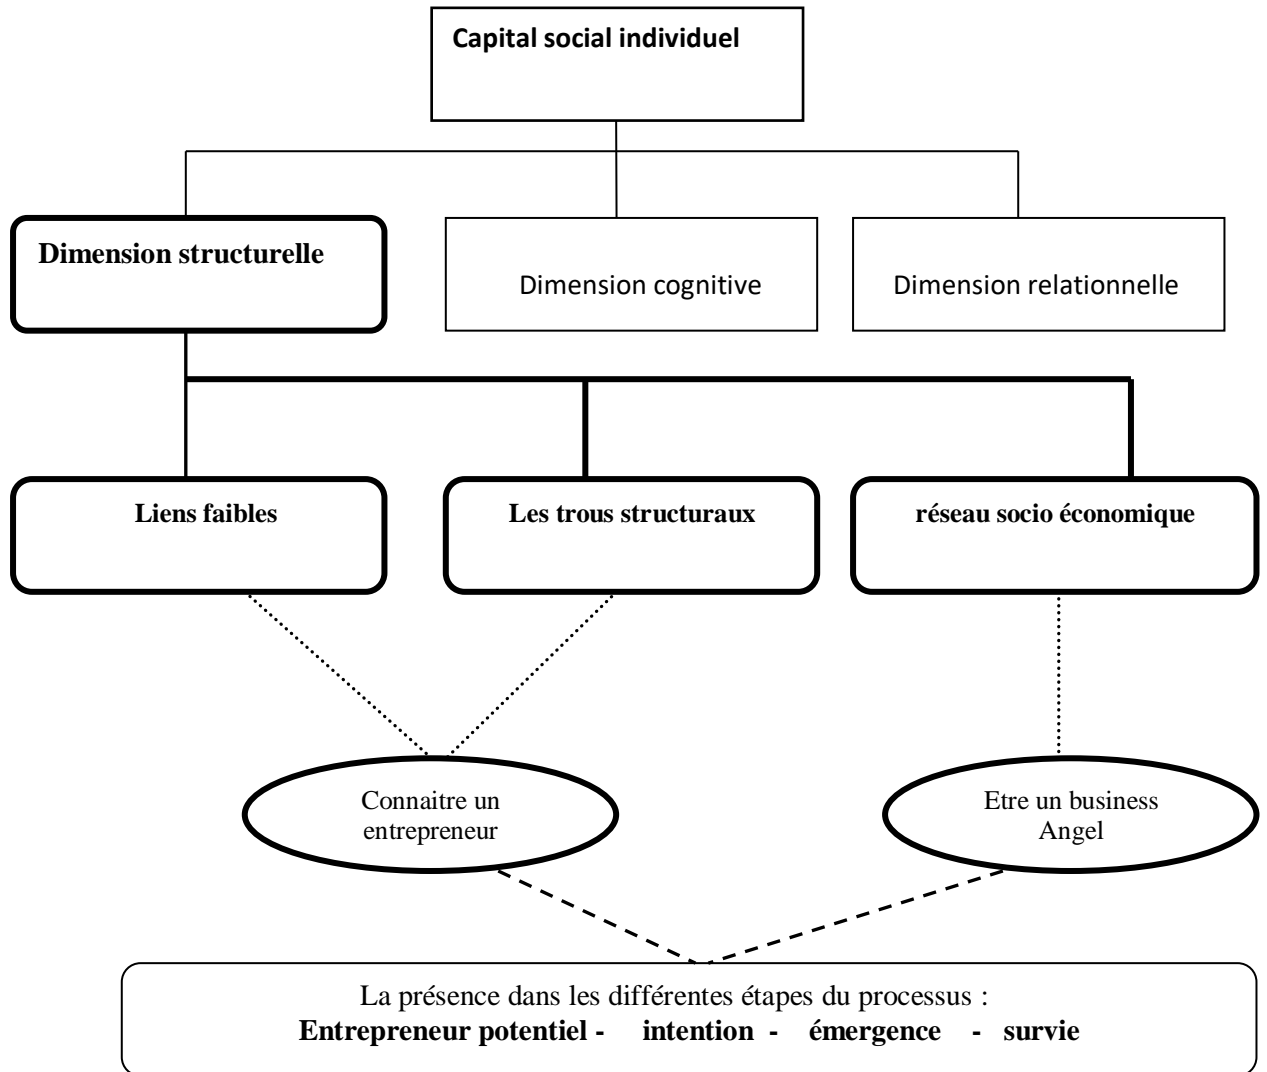 Capital social individuel
Dimension structurelle
Dimension cognitive
Dimension relationnelle
Liens faibles
Les trous structuraux
réseau socio économique
Connaitre un
entrepreneur
Etre un business
Angel
La présence dans les différentes étapes du processus :
Entrepreneur potentiel - intention - émergence - survie